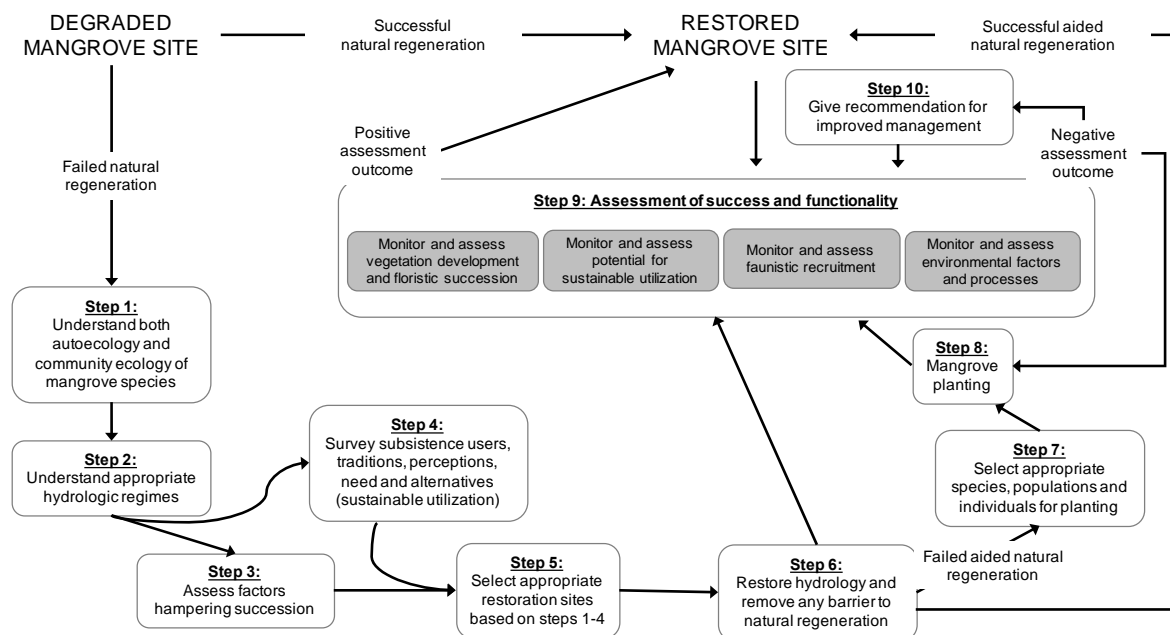 DEGRADED
MANGROVE SITE
Successful
natural regeneration
RESTORED
MANGROVE SITE
Successful aided
natural regeneration
Step 10:
Give recommendation for
improved management
Positive
assessment
outcome
Negative
assessment
outcome
Failed natural
regeneration
Step 9: Assessment of success and functionality
Monitor and assess
vegetation development
and floristic succession
Monitor and assess
potential for
sustainable utilization
Monitor and assess
faunistic recruitment
Monitor and assess
environmental factors
and processes
Step 1:
Understand both
autoecology and
community ecology of
mangrove species
Step 8:
Mangrove
planting
Step 4:
Survey subsistence users,
traditions, perceptions,
need and alternatives
(sustainable utilization)
Step 2:
Understand appropriate
hydrologic regimes
Step 7:
Select appropriate
species, populations and
individuals for planting
Step 3:
Assess factors
hampering succession
Step 5:
Select appropriate
restoration sites
based on steps 1-4
Step 6:
Restore hydrology and
remove any barrier to
natural regeneration
Failed aided natural
regeneration